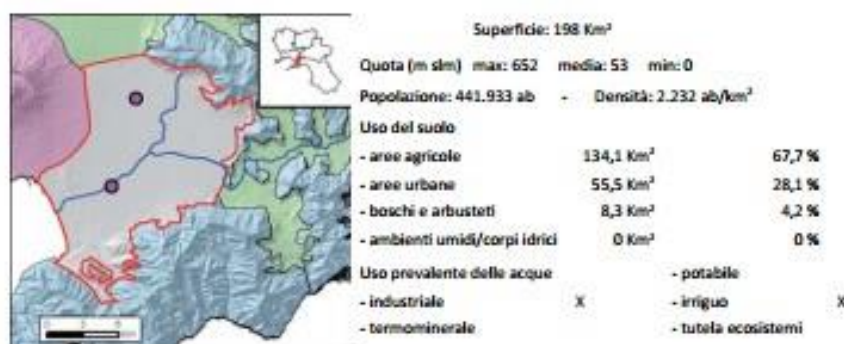 Superficie: 198 Km²
Quota (m slm) max: 652 media: 53 min: 0
Popolazione: 441.933 ab - Densità: 2.232 ab/km²
Uso del suolo
- aree agricole 134,1 Km² 67,7 %
- aree urbane 55,5 Km² 28,1 %
- boschi e arbusteti 8,3 Km² 4,2 %
- ambienti umidi/corpi idrici 0 Km² 0 %
Uso prevalente delle acque - potabile
- industriale X - irriguo X
- termominerale - tutela ecosistemi